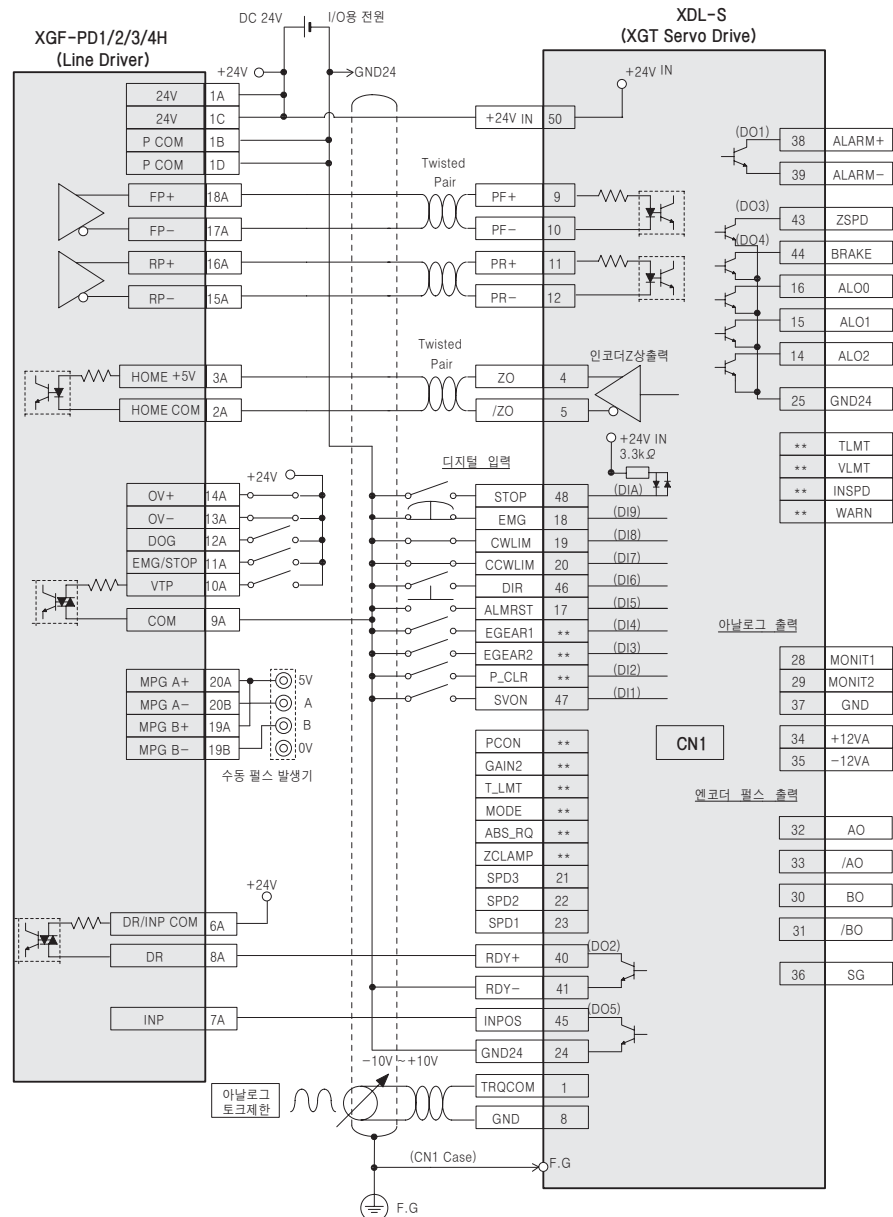 DC 24V I/O용 전원
XGF-PD1/2/3/4H
(Line Driver)
XDL-S
(XGT Servo Drive)
+24V
GND24
+24V IN
24V 1A
24V 1C
P COM 1B
P COM 1D
+24V IN 50
(DO1)
38 ALARM+
39 ALARM-
Twisted
Pair
FP+ 18A
FP- 17A
RP+ 16A
RP- 15A
PF+ 9
PF- 10
PR+ 11
PR- 12
(DO3)
43 ZSPD
(DO4)
44 BRAKE
16 ALO0
15 ALO1
14 ALO2
25 GND24
Twisted
Pair
HOME +5V 3A
HOME COM 2A
ZO 4
/ZO 5
인코더Z상출력
+24V IN
3.3kΩ
** TLMT
** VLMT
** INSPD
** WARN
+24V
OV+ 14A
OV- 13A
DOG 12A
EMG/STOP 11A
VTP 10A
COM 9A
디지털 입력
STOP 48 (DIA)
EMG 18 (DI9)
CWLIM 19 (DI8)
CCWLIM 20 (DI7)
DIR 46 (DI6)
ALMRST 17 (DI5)
EGEAR1 ** (DI4)
EGEAR2 ** (DI3)
P_CLR ** (DI2)
SVON 47 (DI1)
아날로그 출력
28 MONIT1
29 MONIT2
37 GND
34 +12VA
35 -12VA
MPG A+ 20A 5V
MPG A- 20B A
MPG B+ 19A B
MPG B- 19B 0V
수동 펄스 발생기
PCON **
GAIN2 **
T_LMT **
MODE **
ABS_RQ **
ZCLAMP **
SPD3 21
SPD2 22
SPD1 23
CN1
엔코더 펄스 출력
32 AO
33 /AO
30 BO
31 /BO
36 SG
+24V
DR/INP COM 6A
DR 8A
INP 7A
RDY+ 40 (DO2)
RDY- 41
INPOS 45 (DO5)
GND24 24
-10V ~ +10V
TRQCOM 1
GND 8
아날로그
토크제한
(CN1 Case)
F.G
F.G